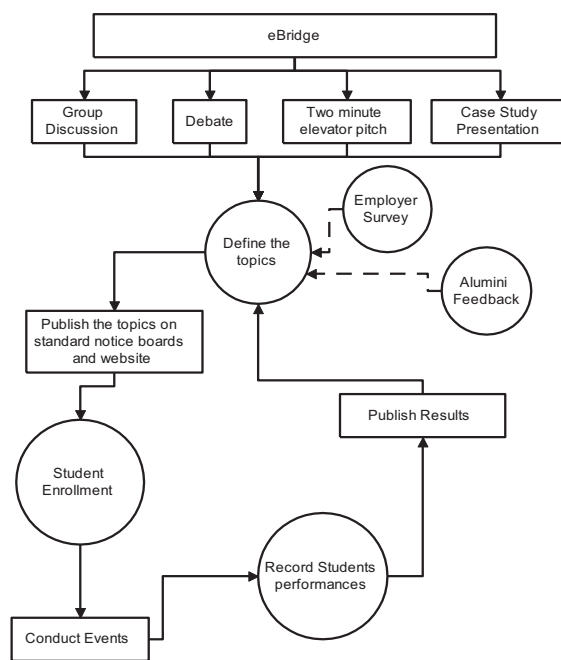 eBridge
Group
Discussion
Debate
Two minute
elevator pitch
Case Study
Presentation
Employer
Survey
Define the
topics
Alumini
Feedback
Publish the topics on
standard notice boards
and website
Publish Results
Student
Enrollment
Record Students
performances
Conduct Events